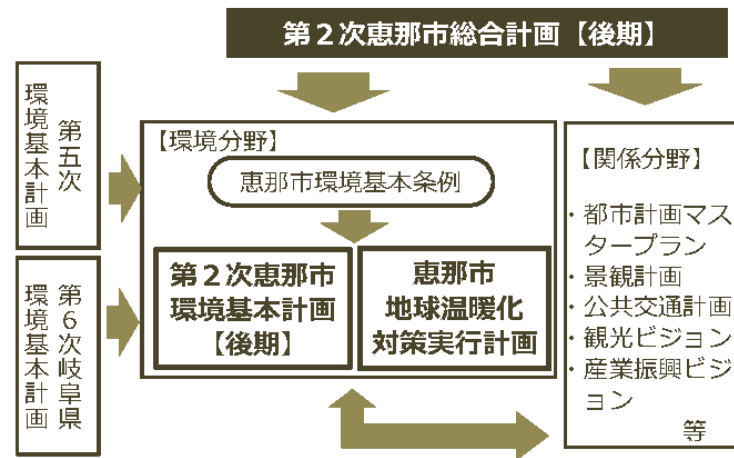 第２次恵那市総合計画【後期】
第五次
環境基本計画
第６次岐阜県
環境基本計画
【環境分野】
恵那市環境基本条例
第２次恵那市
環境基本計画
【後期】
恵那市
地球温暖化
対策実行計画
【関係分野】
・都市計画マス
タープラン
・景観計画
・公共交通計画
・観光ビジョン
・産業振興ビジ
ョン
等